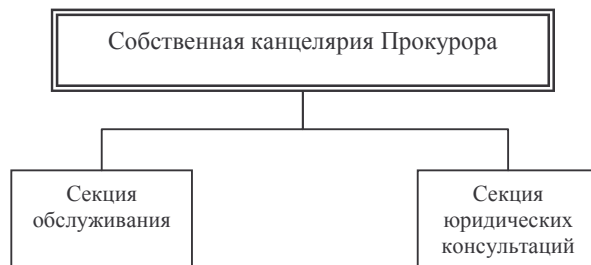 Собственная канцелярия Прокурора
Секция
обслуживания
Секция
юридических
консультаций